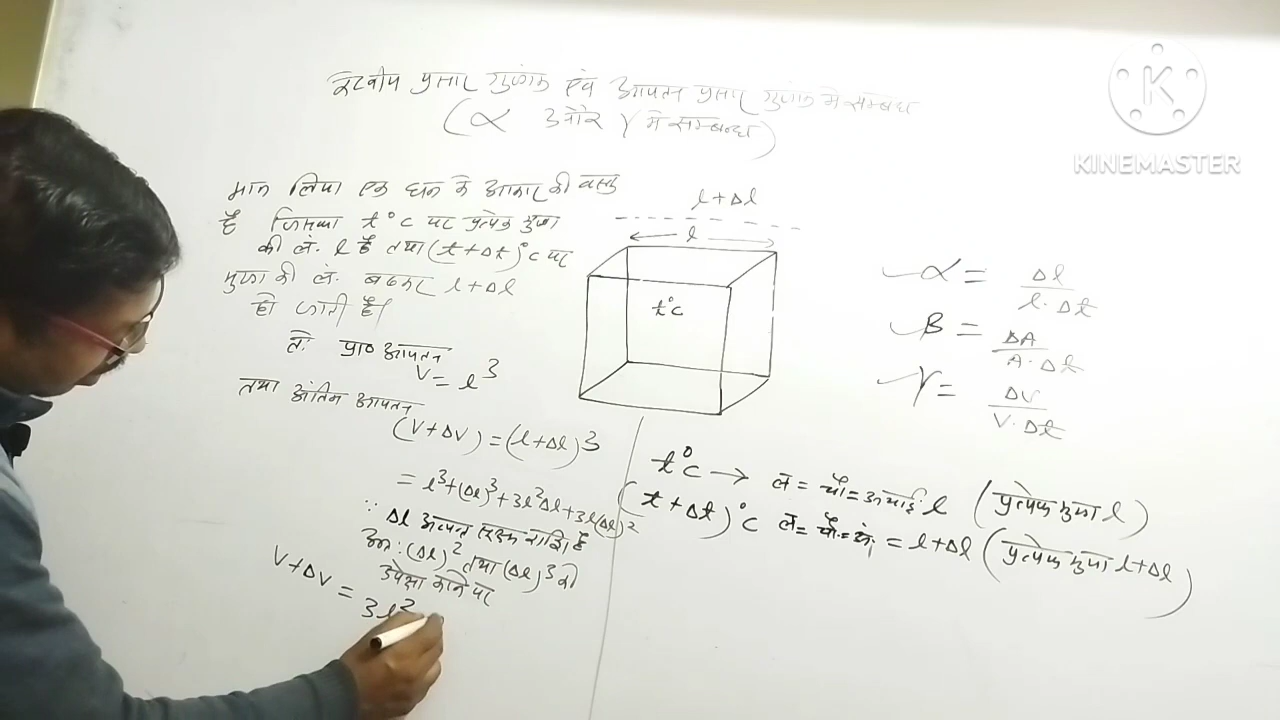 रेखीय प्रसार गुणांक एवं आयतन प्रसार गुणांक मे सम्बन्ध
(α और γ मे सम्बन्ध)
मान लिया एक घन के आकार की वस्तु
है जिसका t°C पर प्रत्येक भुजा
की लं. l है तथा (t+Δt)°C पर
भुजा की लं. बढकर l+Δl
हो जाती है।
प्रा० आयतन
V = l³
तथा अंतिम आयतन
(V+ΔV) = (l+Δl)³
= l³+(Δl)³+3l²Δl+3l(Δl)²
∵ Δl अत्यन्त राशि है
अतः (Δl)² तथा (Δl)³ की
उपेक्षा करने पर
V+ΔV = 3l²
l+Δl
l
t°C
α = Δl / l·Δt
β = ΔA / A·Δt
γ = ΔV / V·Δt
t°C → ल = चौ = ऊचाई l (प्रत्येक भुजा l)
(t+Δt)°C ल = चौ = ऊं. = l+Δl (प्रत्येक भुजा l+Δl)
K
KINEMASTER